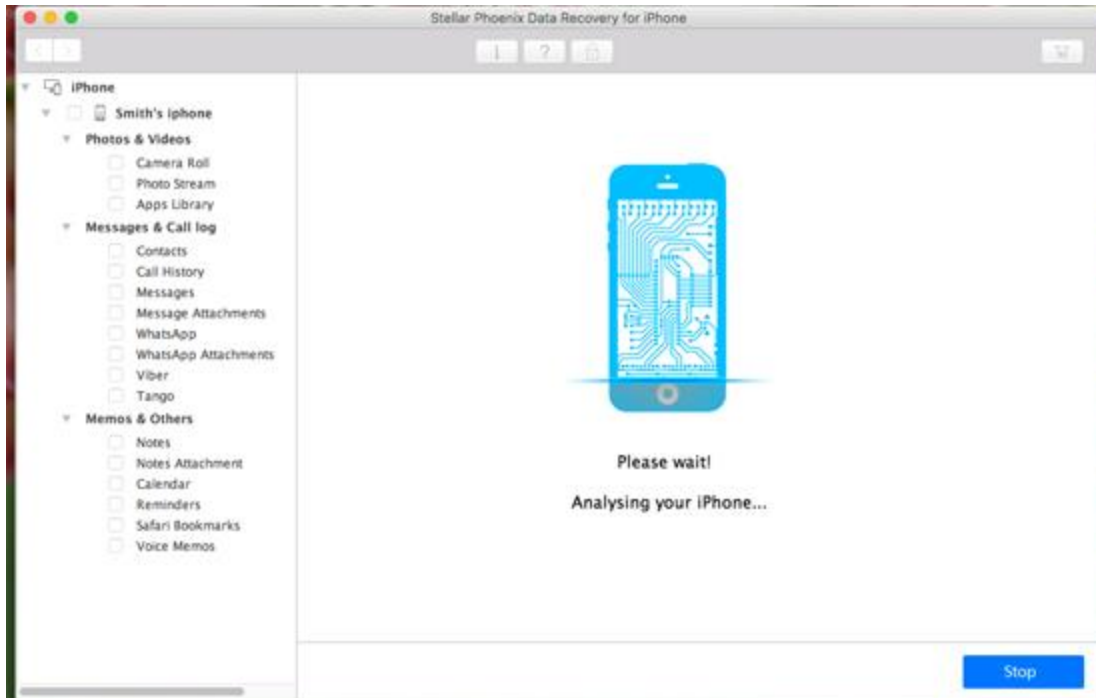 Stellar Phoenix Data Recovery for iPhone
?
iPhone
Smith's iphone
Photos & Videos
Camera Roll
Photo Stream
Apps Library
Messages & Call log
Contacts
Call History
Messages
Message Attachments
WhatsApp
WhatsApp Attachments
Viber
Tango
Memos & Others
Notes
Notes Attachment
Calendar
Reminders
Safari Bookmarks
Voice Memos
Please wait!
Analysing your iPhone...
Stop